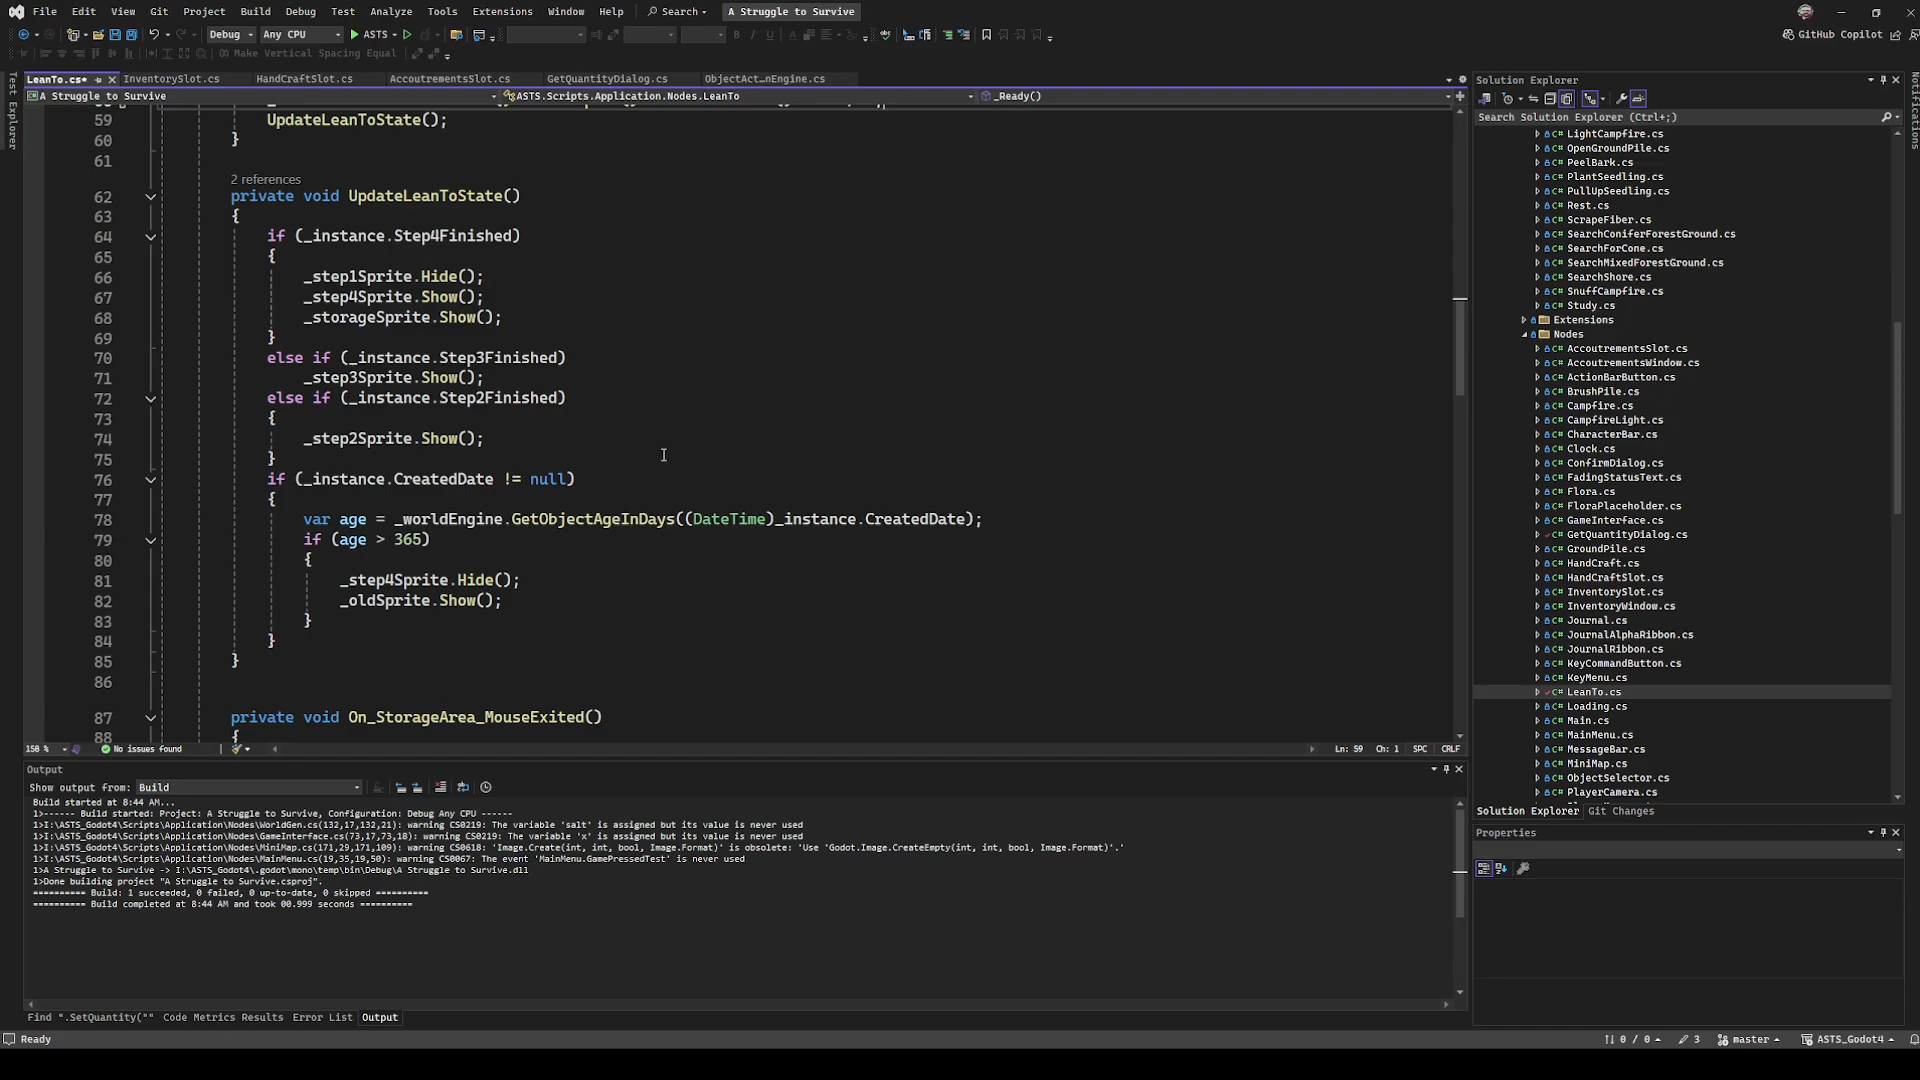 File Edit View Git Project Build Debug Test Analyze Tools Extensions Window Help Search A Struggle to Survive
Debug Any CPU ASTS GitHub Copilot
Make Vertical Spacing Equal
LeanTo.cs* InventorySlot.cs HandCraftSlot.cs AccoutrementsSlot.cs GetQuantityDialog.cs ObjectAct…nEngine.cs
A Struggle to Survive ASTS.Scripts.Application.Nodes.LeanTo _Ready()
Test Explorer
Notifications
59 UpdateLeanToState();
60 }
61
2 references
62 private void UpdateLeanToState()
63 {
64 if (_instance.Step4Finished)
65 {
66 _step1Sprite.Hide();
67 _step4Sprite.Show();
68 _storageSprite.Show();
69 }
70 else if (_instance.Step3Finished)
71 _step3Sprite.Show();
72 else if (_instance.Step2Finished)
73 {
74 _step2Sprite.Show();
75 }
76 if (_instance.CreatedDate != null)
77 {
78 var age = _worldEngine.GetObjectAgeInDays((DateTime)_instance.CreatedDate);
79 if (age > 365)
80 {
81 _step4Sprite.Hide();
82 _oldSprite.Show();
83 }
84 }
85 }
86
87 private void On_StorageArea_MouseExited()
88 {
150 % No issues found Ln: 59 Ch: 1 SPC CRLF
Output
Show output from: Build
Build started at 8:44 AM...
1>------ Build started: Project: A Struggle to Survive, Configuration: Debug Any CPU ------
1>I:\ASTS_Godot4\Scripts\Application\Nodes\WorldGen.cs(132,17,132,21): warning CS0219: The variable 'salt' is assigned but its value is never used
1>I:\ASTS_Godot4\Scripts\Application\Nodes\GameInterface.cs(73,17,73,18): warning CS0219: The variable 'x' is assigned but its value is never used
1>I:\ASTS_Godot4\Scripts\Application\Nodes\MiniMap.cs(171,29,171,109): warning CS0618: 'Image.Create(int, int, bool, Image.Format)' is obsolete: 'Use 'Godot.Image.CreateEmpty(int, int, bool, Image.Format)'.'
1>I:\ASTS_Godot4\Scripts\Application\Nodes\MainMenu.cs(19,35,19,50): warning CS0067: The event 'MainMenu.GamePressedTest' is never used
1>A Struggle to Survive -> I:\ASTS_Godot4\.godot\mono\temp\bin\Debug\A Struggle to Survive.dll
1>Done building project "A Struggle to Survive.csproj".
========== Build: 1 succeeded, 0 failed, 0 up-to-date, 0 skipped ==========
========== Build completed at 8:44 AM and took 00.999 seconds ==========
Find ".SetQuantity("" Code Metrics Results Error List Output
Ready 0 / 0 3 master ASTS_Godot4
Solution Explorer
Search Solution Explorer (Ctrl+;)
C# LightCampfire.cs
C# OpenGroundPile.cs
C# PeelBark.cs
C# PlantSeedling.cs
C# PullUpSeedling.cs
C# Rest.cs
C# ScrapeFiber.cs
C# SearchConiferForestGround.cs
C# SearchForCone.cs
C# SearchMixedForestGround.cs
C# SearchShore.cs
C# SnuffCampfire.cs
C# Study.cs
Extensions
Nodes
C# AccoutrementsSlot.cs
C# AccoutrementsWindow.cs
C# ActionBarButton.cs
C# BrushPile.cs
C# Campfire.cs
C# CampfireLight.cs
C# CharacterBar.cs
C# Clock.cs
C# ConfirmDialog.cs
C# FadingStatusText.cs
C# Flora.cs
C# FloraPlaceholder.cs
C# GameInterface.cs
C# GetQuantityDialog.cs
C# GroundPile.cs
C# HandCraft.cs
C# HandCraftSlot.cs
C# InventorySlot.cs
C# InventoryWindow.cs
C# Journal.cs
C# JournalAlphaRibbon.cs
C# JournalRibbon.cs
C# KeyCommandButton.cs
C# KeyMenu.cs
C# LeanTo.cs
C# Loading.cs
C# Main.cs
C# MainMenu.cs
C# MessageBar.cs
C# MiniMap.cs
C# ObjectSelector.cs
C# PlayerCamera.cs
Solution Explorer Git Changes
Properties